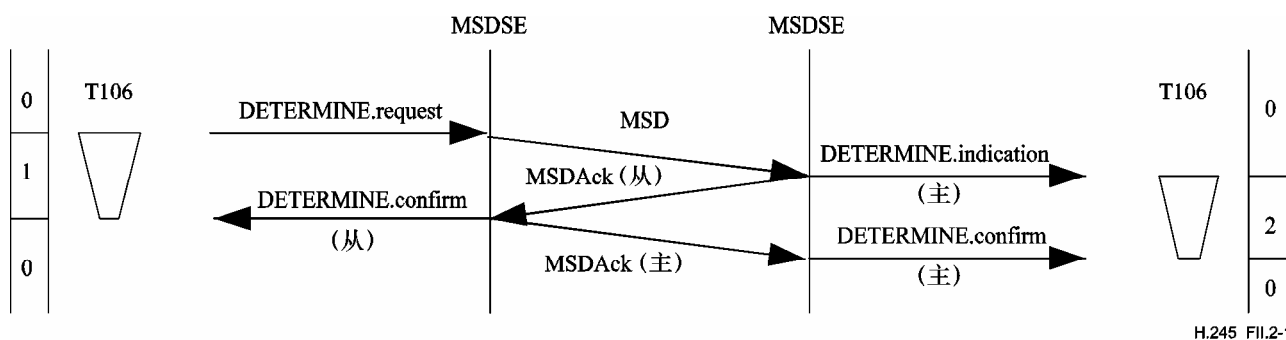 MSDSE
MSDSE
0
T106
DETERMINE.request
MSD
T106
0
1
MSDAck (从)
DETERMINE.indication
(主)
DETERMINE.confirm
(从)
MSDAck (主)
DETERMINE.confirm
(主)
2
0
0
H.245 FII.2-